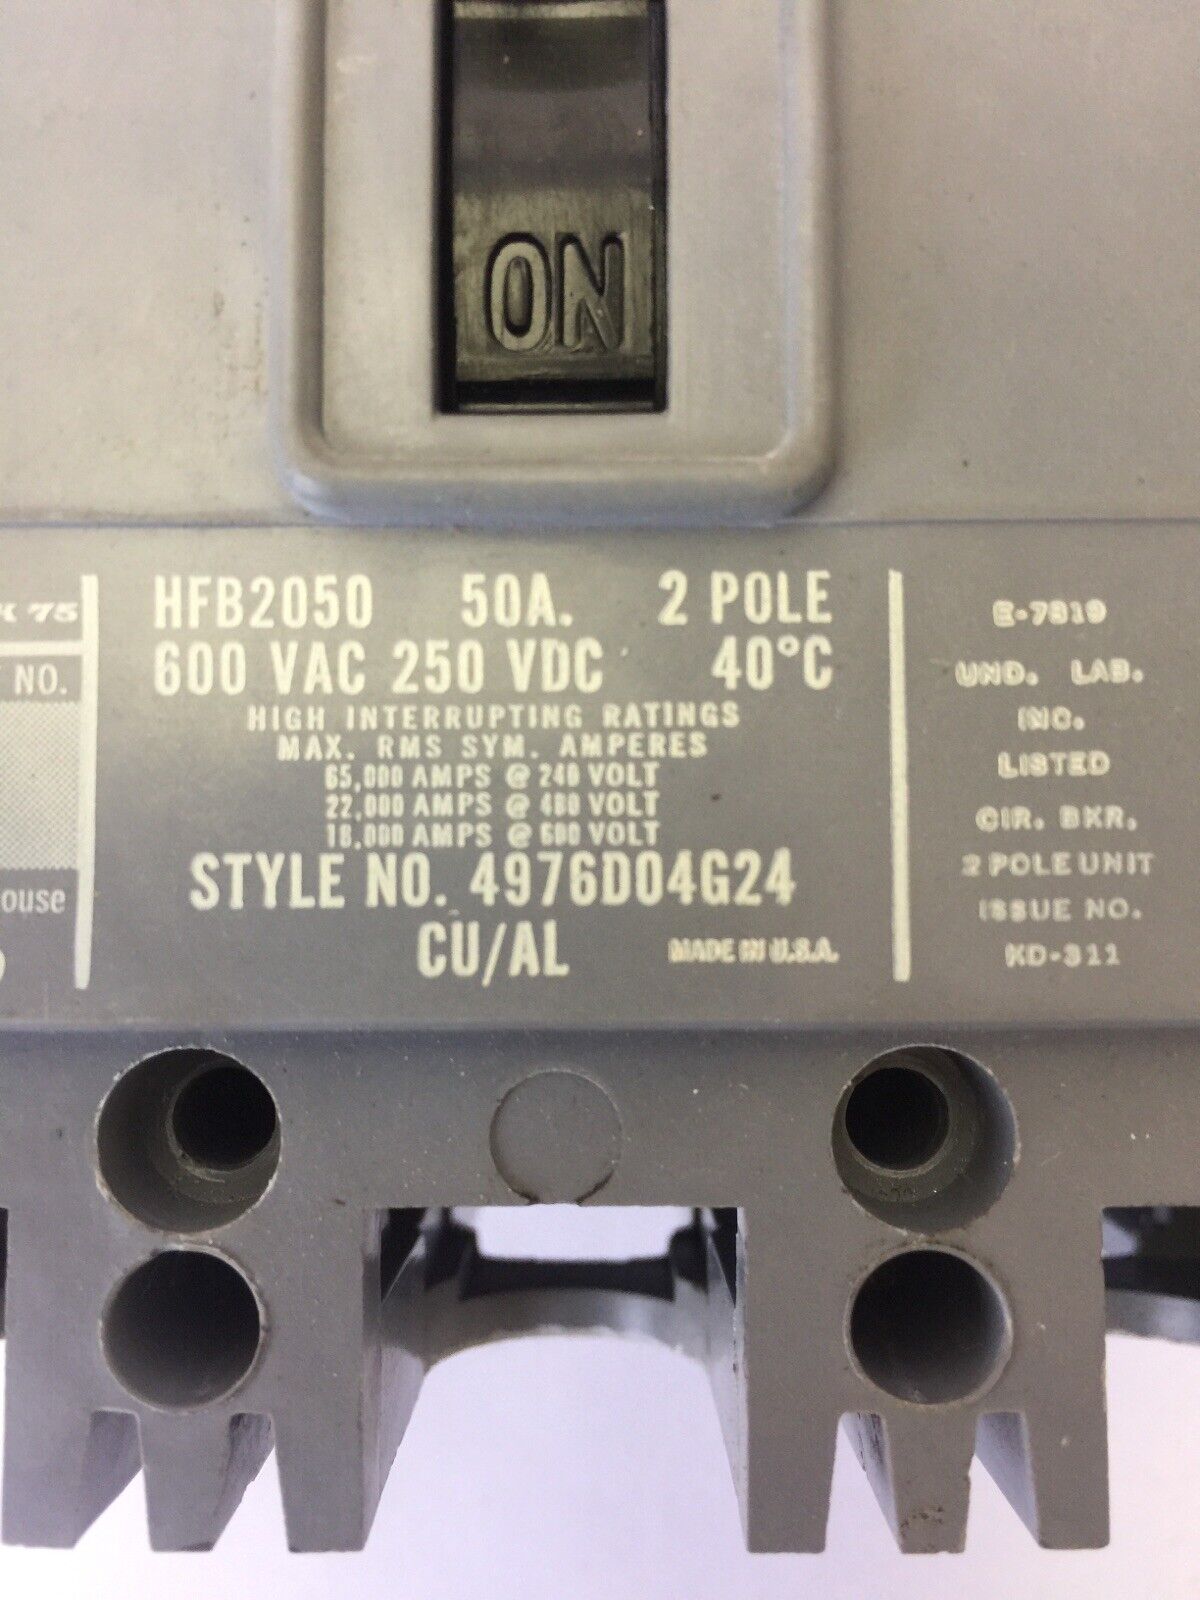 ON
K 75
NO.
ouse
HFB2050 50A. 2 POLE
600 VAC 250 VDC 40°C
HIGH INTERRUPTING RATINGS
MAX. RMS SYM. AMPERES
65,000 AMPS @ 240 VOLT
22,000 AMPS @ 480 VOLT
18,000 AMPS @ 600 VOLT
STYLE NO. 4976D04G24
CU/AL MADE IN U.S.A.
E-7819
UND. LAB.
INC.
LISTED
CIR. BKR.
2 POLE UNIT
ISSUE NO.
KD-311